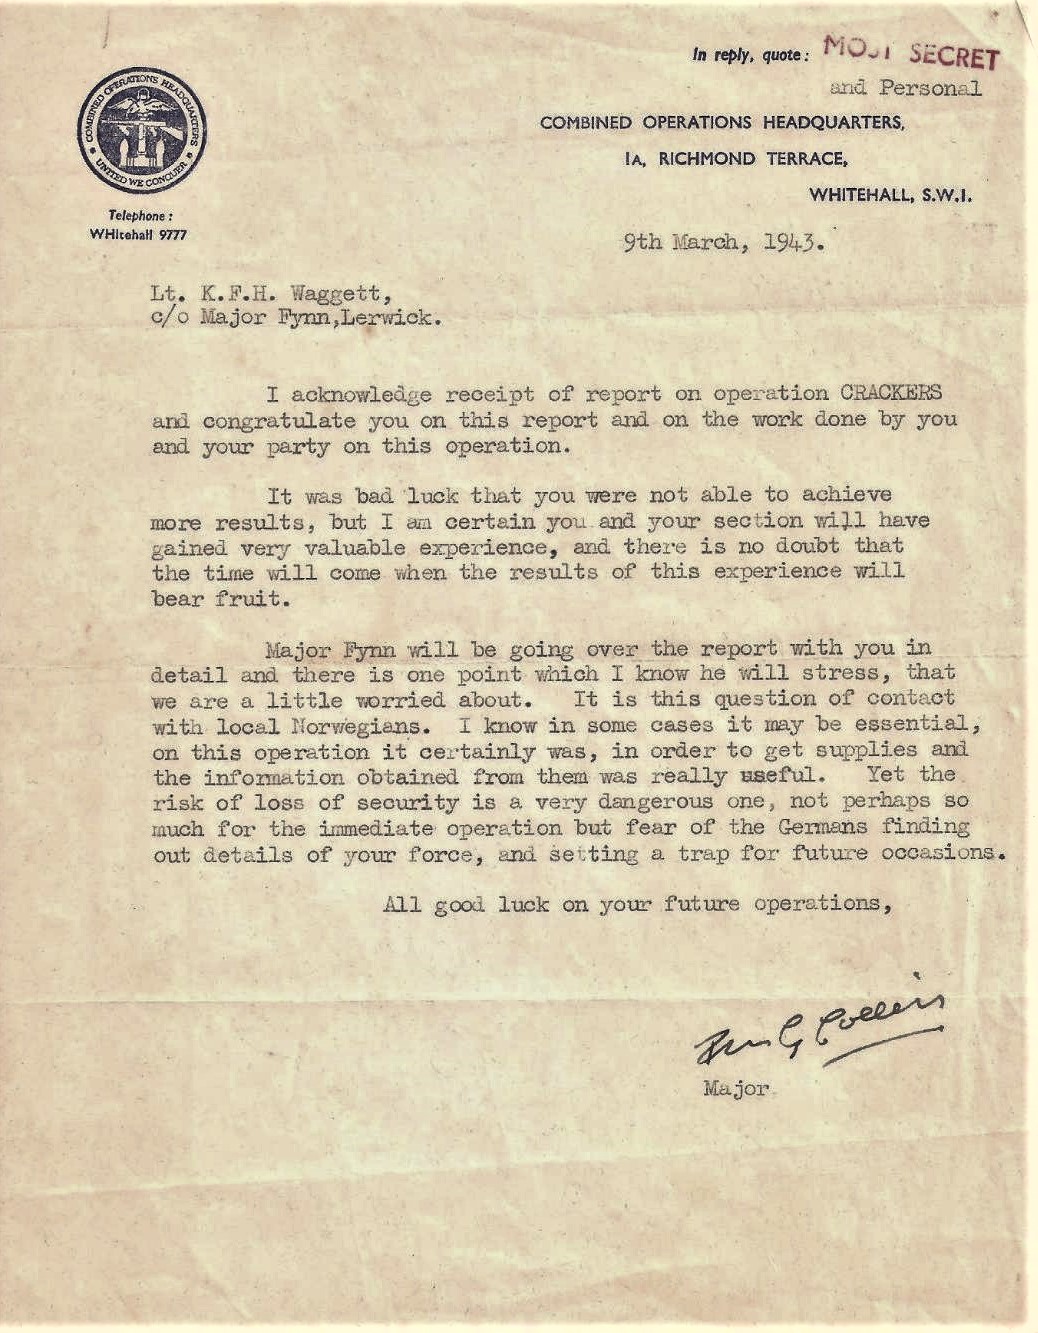 In reply, quote: MOST SECRET
and Personal
COMBINED OPERATIONS HEADQUARTERS
UNITED WE CONQUER
COMBINED OPERATIONS HEADQUARTERS,
1A, RICHMOND TERRACE,
WHITEHALL, S.W.1.
Telephone:
WHItehall 9777
9th March, 1943.
Lt. K.F.H. Waggett,
c/o Major Fynn,Lerwick.
I acknowledge receipt of report on operation CRACKERS
and congratulate you on this report and on the work done by you
and your party on this operation.
It was bad luck that you were not able to achieve
more results, but I am certain you and your section will have
gained very valuable experience, and there is no doubt that
the time will come when the results of this experience will
bear fruit.
Major Fynn will be going over the report with you in
detail and there is one point which I know he will stress, that
we are a little worried about. It is this question of contact
with local Norwegians. I know in some cases it may be essential,
on this operation it certainly was, in order to get supplies and
the information obtained from them was really useful. Yet the
risk of loss of security is a very dangerous one, not perhaps so
much for the immediate operation but fear of the Germans finding
out details of your force, and setting a trap for future occasions.
All good luck on your future operations,
G Collins
Major